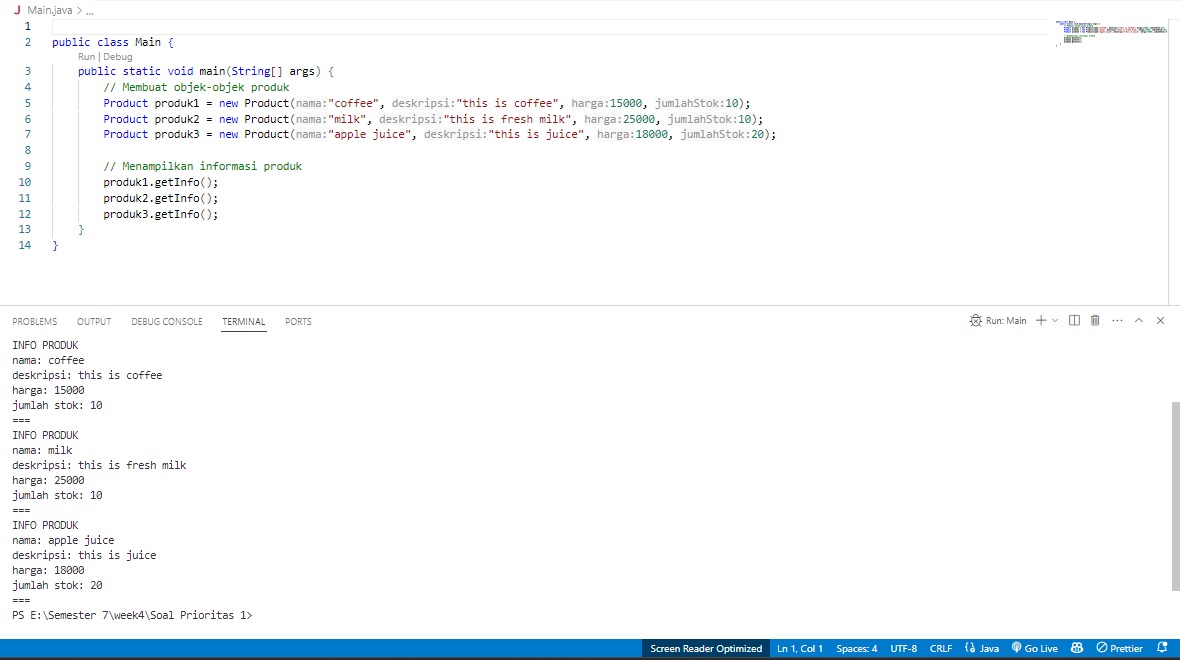 Main.java > ...
1
2 public class Main {
Run | Debug
3 public static void main(String[] args) {
4 // Membuat objek-objek produk
5 Product produk1 = new Product(nama:"coffee", deskripsi:"this is coffee", harga:15000, jumlahStok:10);
6 Product produk2 = new Product(nama:"milk", deskripsi:"this is fresh milk", harga:25000, jumlahStok:10);
7 Product produk3 = new Product(nama:"apple juice", deskripsi:"this is juice", harga:18000, jumlahStok:20);
8
9 // Menampilkan informasi produk
10 produk1.getInfo();
11 produk2.getInfo();
12 produk3.getInfo();
13 }
14 }
PROBLEMS OUTPUT DEBUG CONSOLE TERMINAL PORTS Run: Main
INFO PRODUK
nama: coffee
deskripsi: this is coffee
harga: 15000
jumlah stok: 10
===
INFO PRODUK
nama: milk
deskripsi: this is fresh milk
harga: 25000
jumlah stok: 10
===
INFO PRODUK
nama: apple juice
deskripsi: this is juice
harga: 18000
jumlah stok: 20
===
PS E:\Semester 7\week4\Soal Prioritas 1>
Screen Reader Optimized Ln 1, Col 1 Spaces: 4 UTF-8 CRLF Java Go Live Prettier